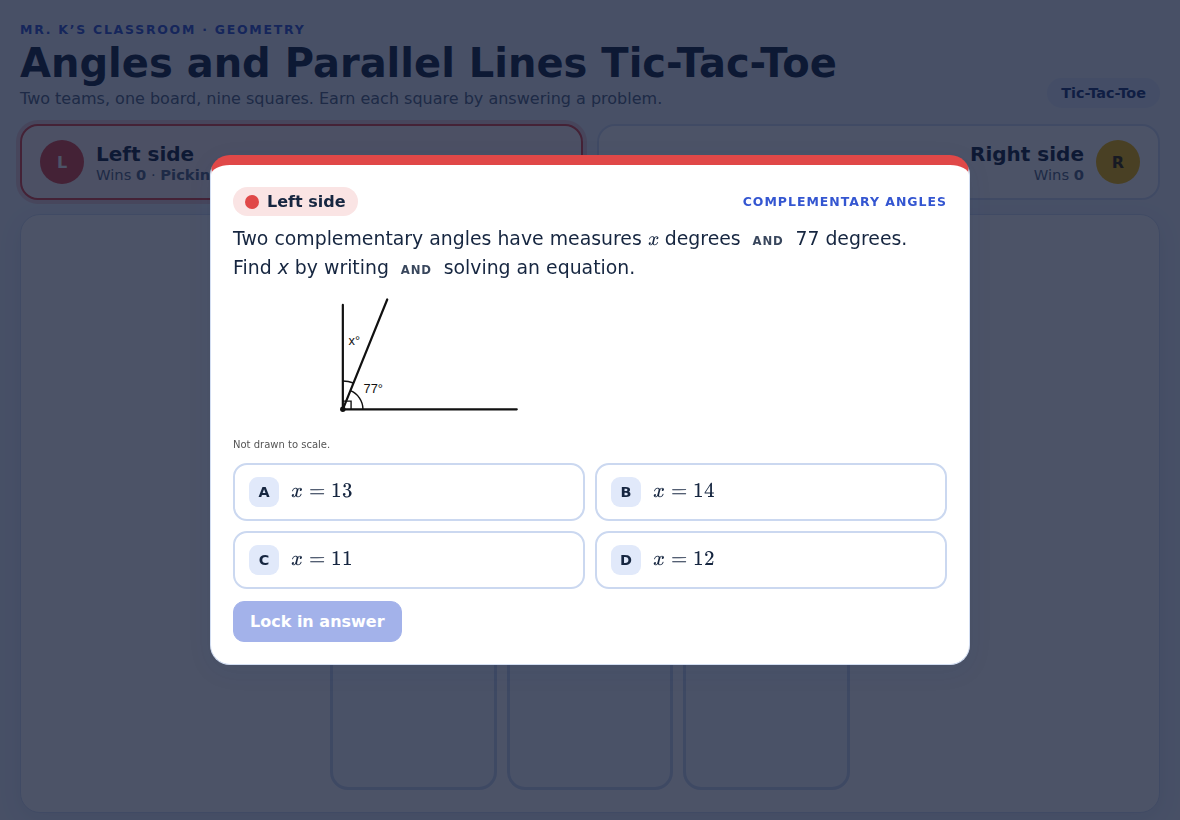 MR. K'S CLASSROOM · GEOMETRY
Angles and Parallel Lines Tic-Tac-Toe
Two teams, one board, nine squares. Earn each square by answering a problem.
Tic-Tac-Toe
L
Left side
Wins 0 · Pickin
Right side
Wins 0
R
Left side
COMPLEMENTARY ANGLES
Two complementary angles have measures x degrees AND 77 degrees.
Find x by writing AND solving an equation.
x°
77°
Not drawn to scale.
A x = 13
B x = 14
C x = 11
D x = 12
Lock in answer